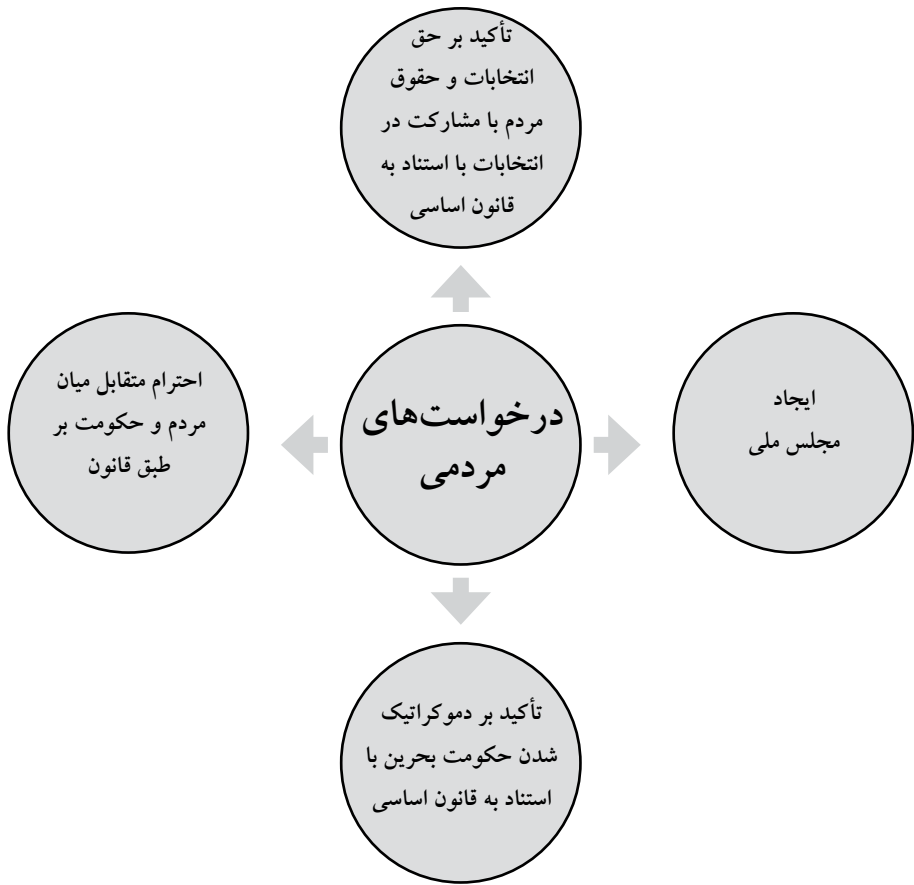 تأکید بر حق
انتخابات و حقوق
مردم با مشارکت در
انتخابات با استناد به
قانون اساسی
ایجاد
مجلس ملی
درخواست‌های
مردمی
احترام متقابل میان
مردم و حکومت بر
طبق قانون
تأکید بر دموکراتیک
شدن حکومت بحرین با
استناد به قانون اساسی